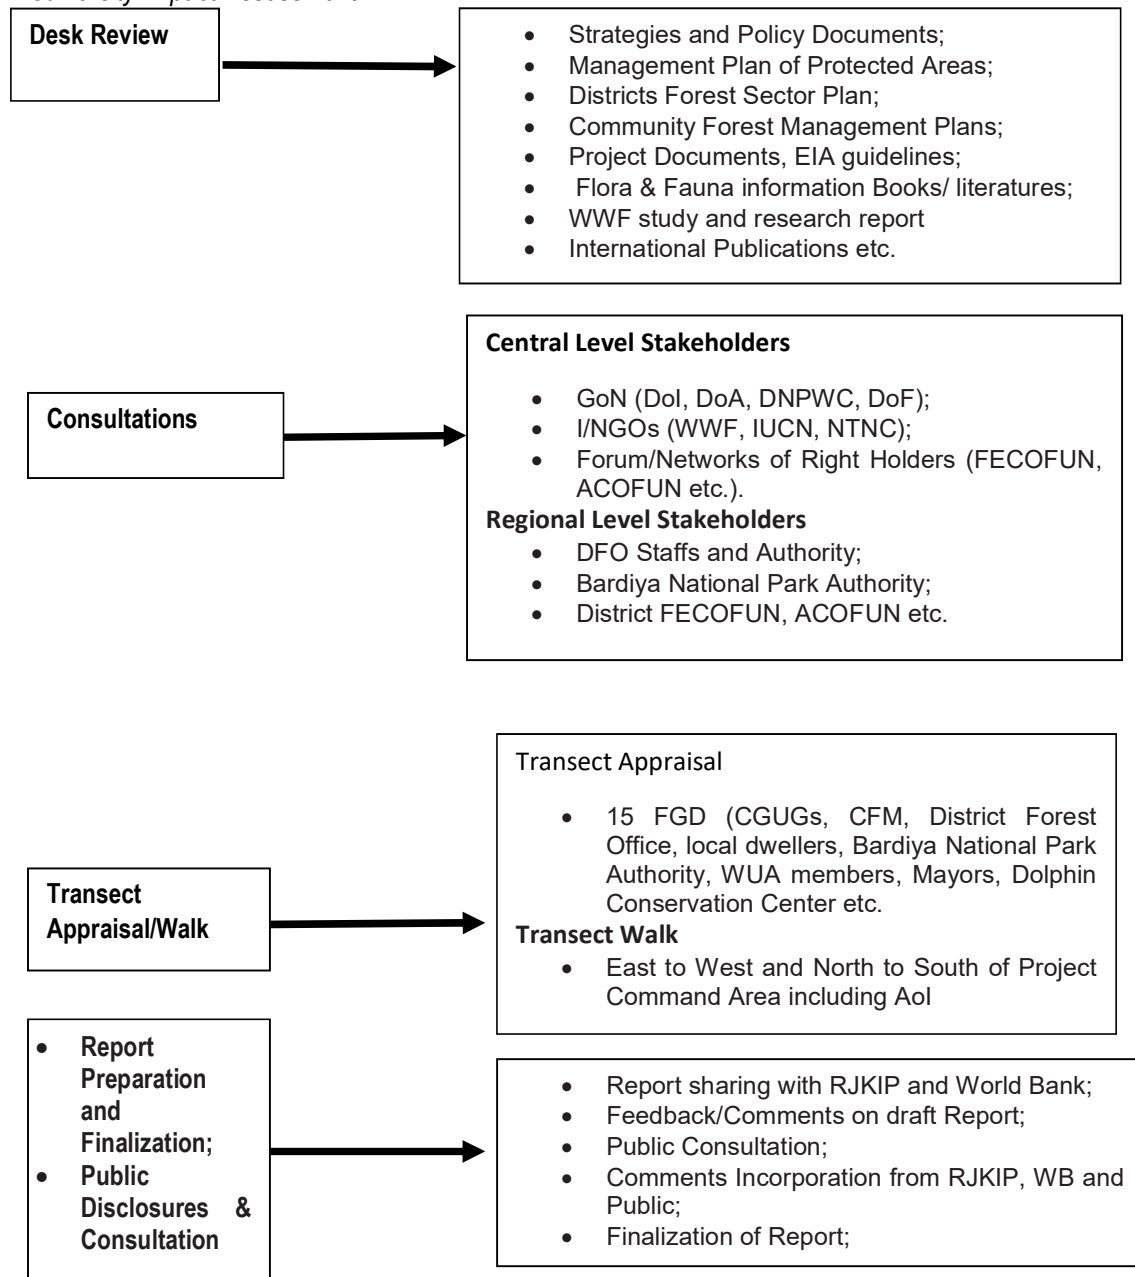 Desk Review
• Strategies and Policy Documents;
• Management Plan of Protected Areas;
• Districts Forest Sector Plan;
• Community Forest Management Plans;
• Project Documents, EIA guidelines;
• Flora & Fauna information Books/ literatures;
• WWF study and research report
• International Publications etc.
Consultations
Central Level Stakeholders
• GoN (DoI, DoA, DNPWC, DoF);
• I/NGOs (WWF, IUCN, NTNC);
• Forum/Networks of Right Holders (FECOFUN,
ACOFUN etc.).
Regional Level Stakeholders
• DFO Staffs and Authority;
• Bardiya National Park Authority;
• District FECOFUN, ACOFUN etc.
Transect
Appraisal/Walk
Transect Appraisal
• 15 FGD (CGUGs, CFM, District Forest
Office, local dwellers, Bardiya National Park
Authority, WUA members, Mayors, Dolphin
Conservation Center etc.
Transect Walk
• East to West and North to South of Project
Command Area including AoI
• Report
Preparation
and
Finalization;
• Public
Disclosures &
Consultation
• Report sharing with RJKIP and World Bank;
• Feedback/Comments on draft Report;
• Public Consultation;
• Comments Incorporation from RJKIP, WB and
Public;
• Finalization of Report;